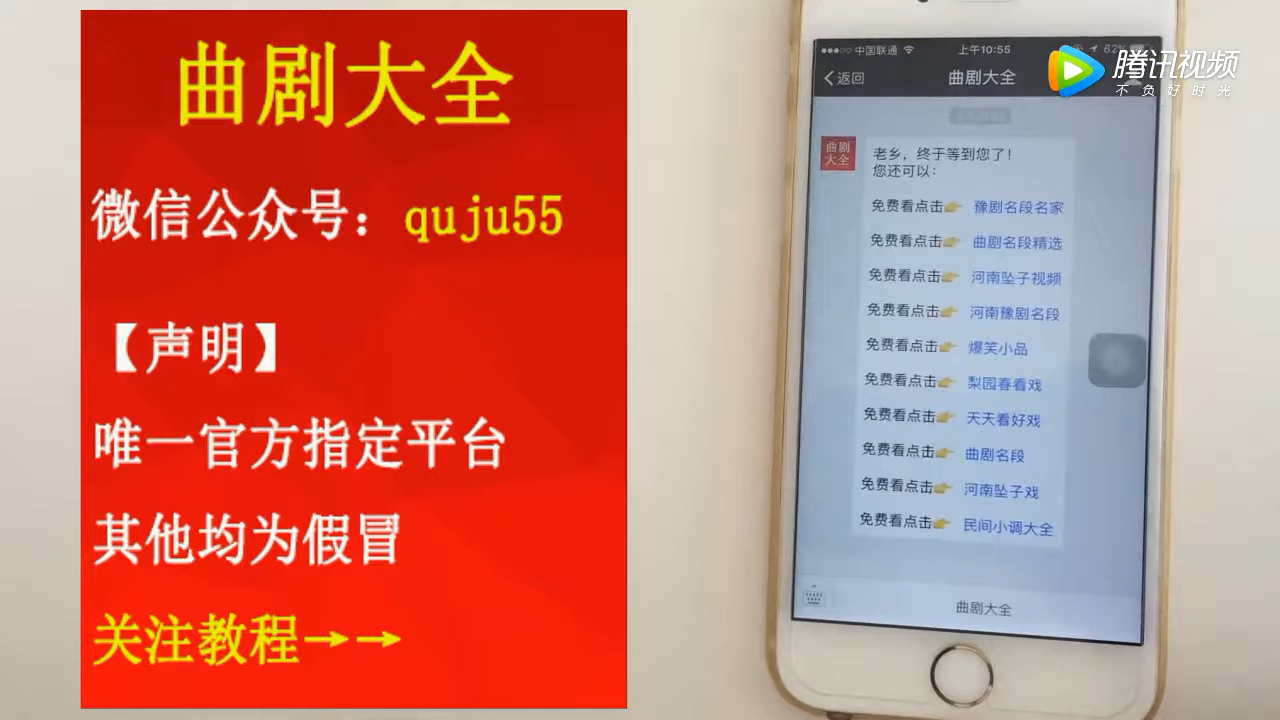 曲剧大全
微信公众号：quju55
【声明】
唯一官方指定平台
其他均为假冒
关注教程→→
中国联通
上午10:55
62%
腾讯视频
不负好时光
返回
曲剧大全
曲剧
大全
老乡，终于等到您了！
您还可以：
免费看点击👉 豫剧名段名家
免费看点击👉 曲剧名段精选
免费看点击👉 河南坠子视频
免费看点击👉 河南豫剧名段
免费看点击👉 爆笑小品
免费看点击👉 梨园春看戏
免费看点击👉 天天看好戏
免费看点击👉 曲剧名段
免费看点击👉 河南坠子戏
免费看点击👉 民间小调大全
曲剧大全